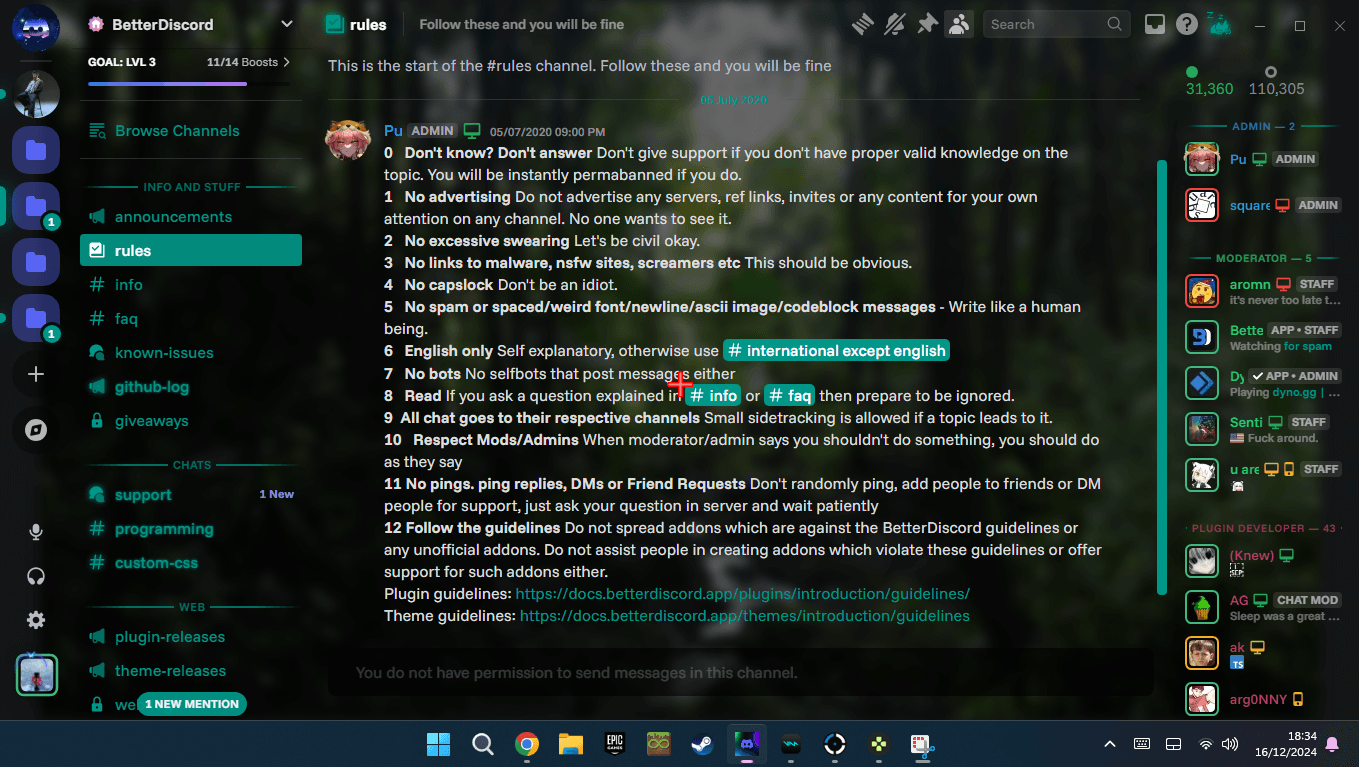 BetterDiscord
GOAL: LVL 3 11/14 Boosts
Browse Channels
INFO AND STUFF
announcements
rules
info
faq
known-issues
github-log
giveaways
CHATS
support 1 New
programming
custom-css
WEB
plugin-releases
theme-releases
we
1 NEW MENTION
1
1
rules Follow these and you will be fine
Search
This is the start of the #rules channel. Follow these and you will be fine
05 July 2020
Pu ADMIN 05/07/2020 09:00 PM
0 Don't know? Don't answer Don't give support if you don't have proper valid knowledge on the
topic. You will be instantly permabanned if you do.
1 No advertising Do not advertise any servers, ref links, invites or any content for your own
attention on any channel. No one wants to see it.
2 No excessive swearing Let's be civil okay.
3 No links to malware, nsfw sites, screamers etc This should be obvious.
4 No capslock Don't be an idiot.
5 No spam or spaced/weird font/newline/ascii image/codeblock messages - Write like a human
being.
6 English only Self explanatory, otherwise use # international except english
7 No bots No selfbots that post messages either
8 Read If you ask a question explained in # info or # faq then prepare to be ignored.
9 All chat goes to their respective channels Small sidetracking is allowed if a topic leads to it.
10 Respect Mods/Admins When moderator/admin says you shouldn't do something, you should do
as they say
11 No pings. ping replies, DMs or Friend Requests Don't randomly ping, add people to friends or DM
people for support, just ask your question in server and wait patiently
12 Follow the guidelines Do not spread addons which are against the BetterDiscord guidelines or
any unofficial addons. Do not assist people in creating addons which violate these guidelines or offer
support for such addons either.
Plugin guidelines: https://docs.betterdiscord.app/plugins/introduction/guidelines/
Theme guidelines: https://docs.betterdiscord.app/themes/introduction/guidelines
You do not have permission to send messages in this channel.
31,360 110,305
ADMIN — 2
Pu ADMIN
square ADMIN
MODERATOR — 5
aromn STAFF
it's never too late t...
Bette APP • STAFF
Watching for spam
Dy ✓ APP • ADMIN
Playing dyno.gg | ...
Senti STAFF
🇺🇸 Fuck around.
u are STAFF
PLUGIN DEVELOPER — 43
(Knew)
AG CHAT MOD
Sleep was a great ...
ak
TS
arg0NNY
EPIC
GAMES
18:34
16/12/2024